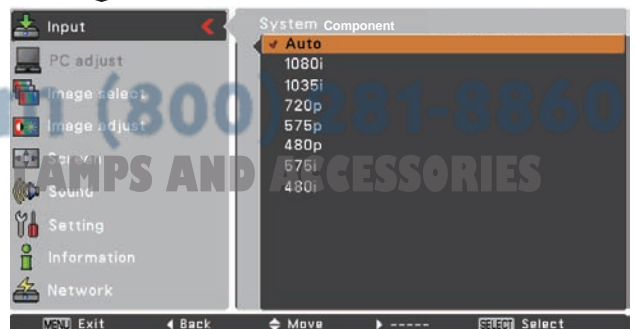 Input
System Component
Auto
PC adjust
1080i
Image select
1035i
720p
Image adjust
575p
480p
Screen
575i
Sound
480i
Setting
Information
Network
MENU Exit
Back
Move
-----
SELECT Select
(800) 281-8860
LAMPS AND ACCESSORIES